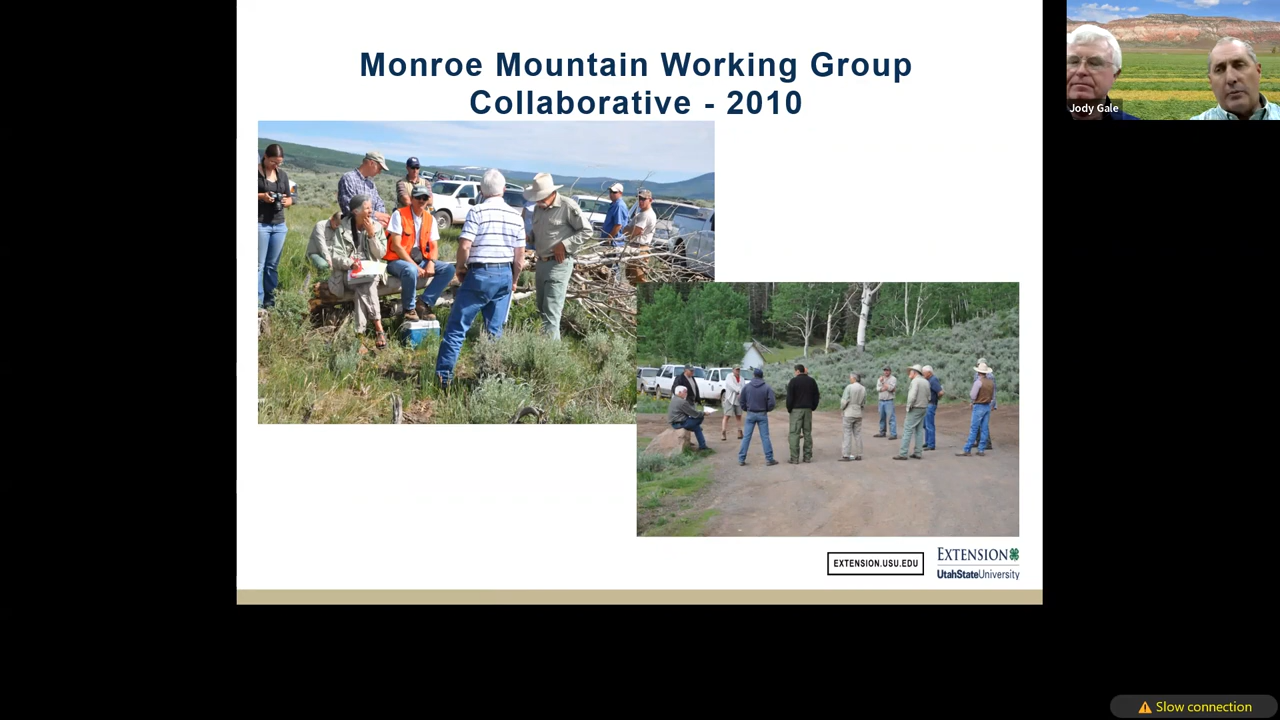 Monroe Mountain Working Group
Collaborative - 2010
Jody Gale
EXTENSION.USU.EDU
EXTENSION
UtahStateUniversity
Slow connection